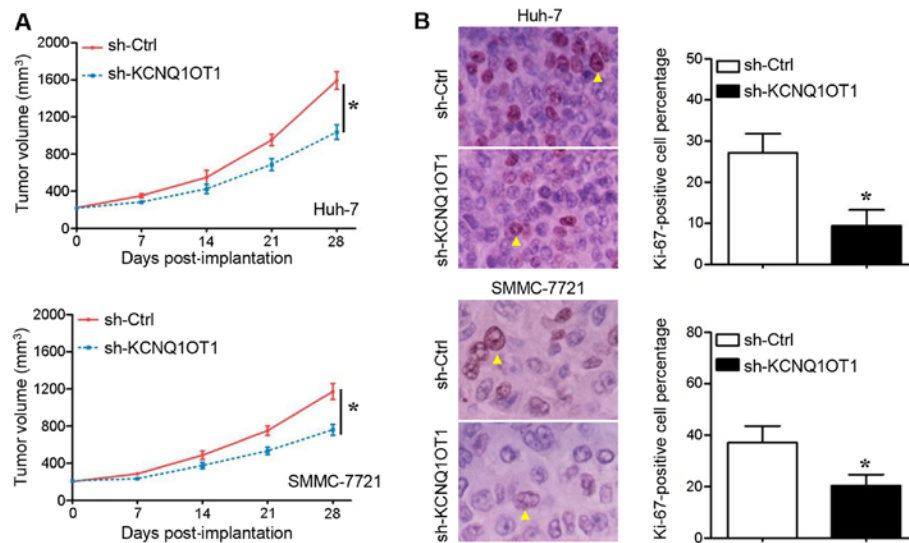 A
2000
1600
1200
800
400
0
Tumor volume (mm³)
sh-Ctrl
sh-KCNQ1OT1
*
Huh-7
0 7 14 21 28
Days post-implantation
2000
1600
1200
800
400
0
Tumor volume (mm³)
sh-Ctrl
sh-KCNQ1OT1
*
SMMC-7721
0 7 14 21 28
Days post-implantation
B
Huh-7
sh-Ctrl
sh-KCNQ1OT1
50
40
30
20
10
0
Ki-67-positive cell percentage
sh-Ctrl
sh-KCNQ1OT1
*
SMMC-7721
sh-Ctrl
sh-KCNQ1OT1
80
60
40
20
0
Ki-67-positive cell percentage
sh-Ctrl
sh-KCNQ1OT1
*